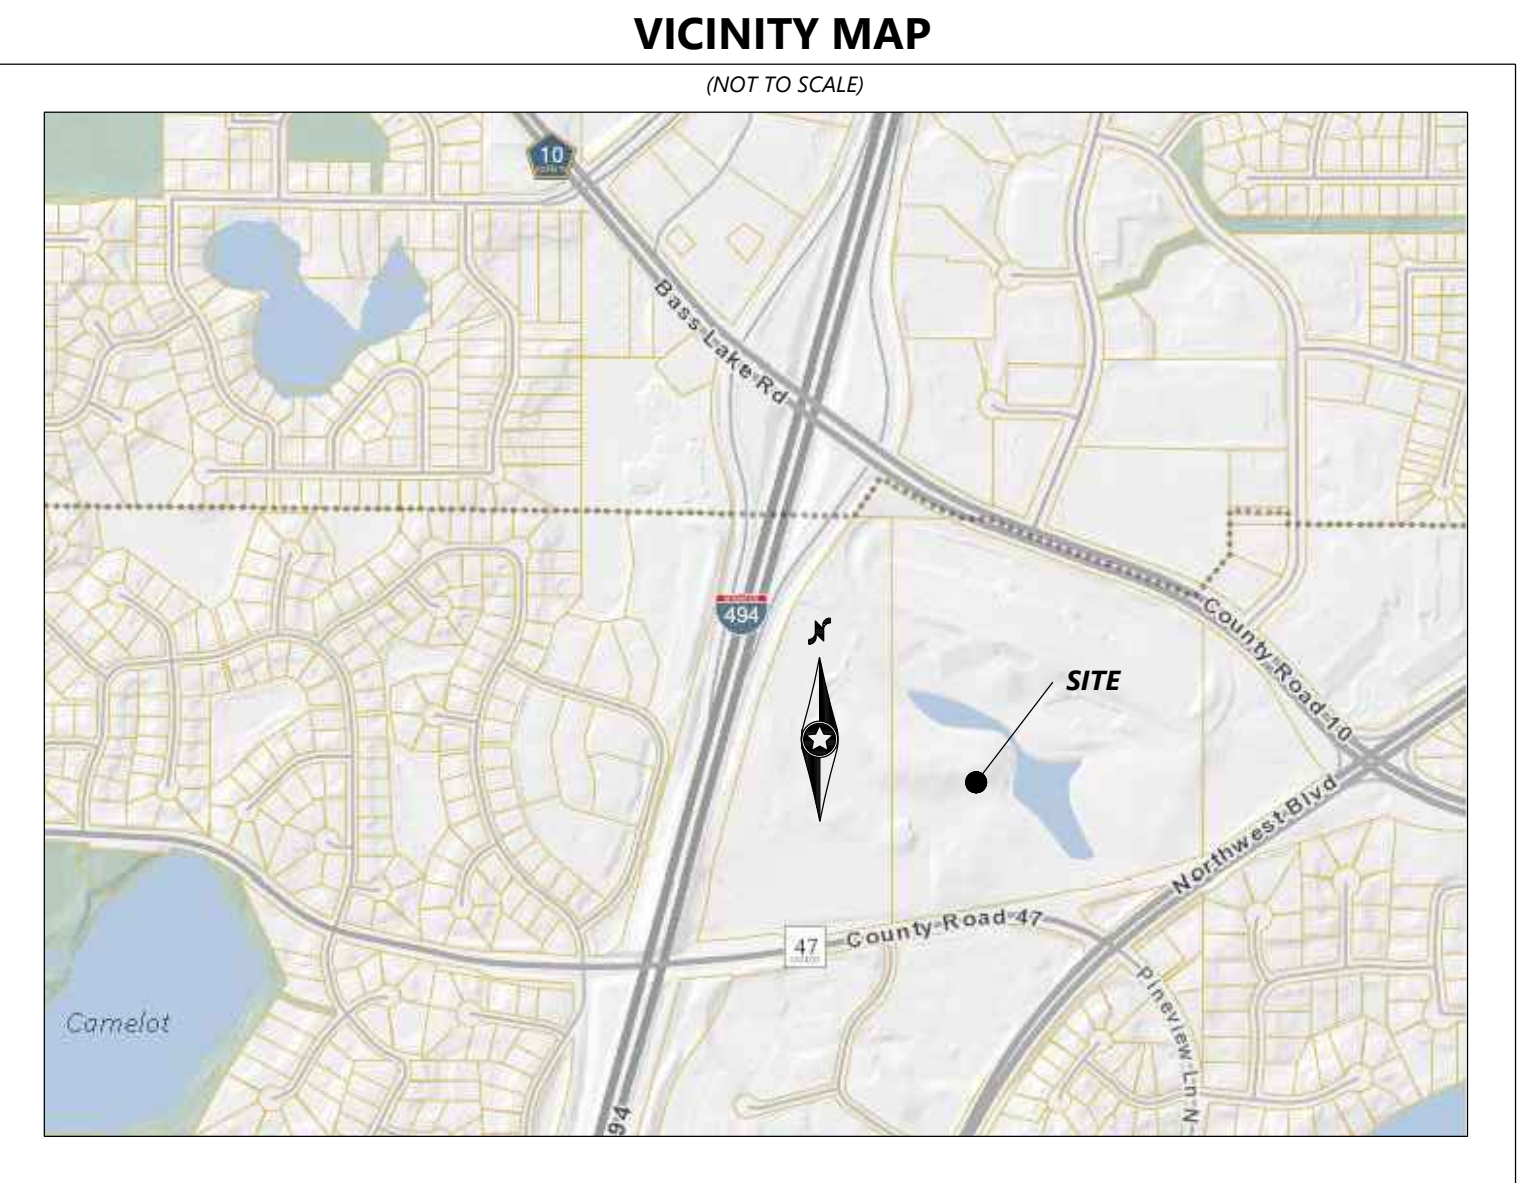 VICINITY MAP
(NOT TO SCALE)
10
Bass Lake Rd
494
N
SITE
County Road 10
Northwest Blvd
47
County Road 47
Pineview Ln N
Camelot
94